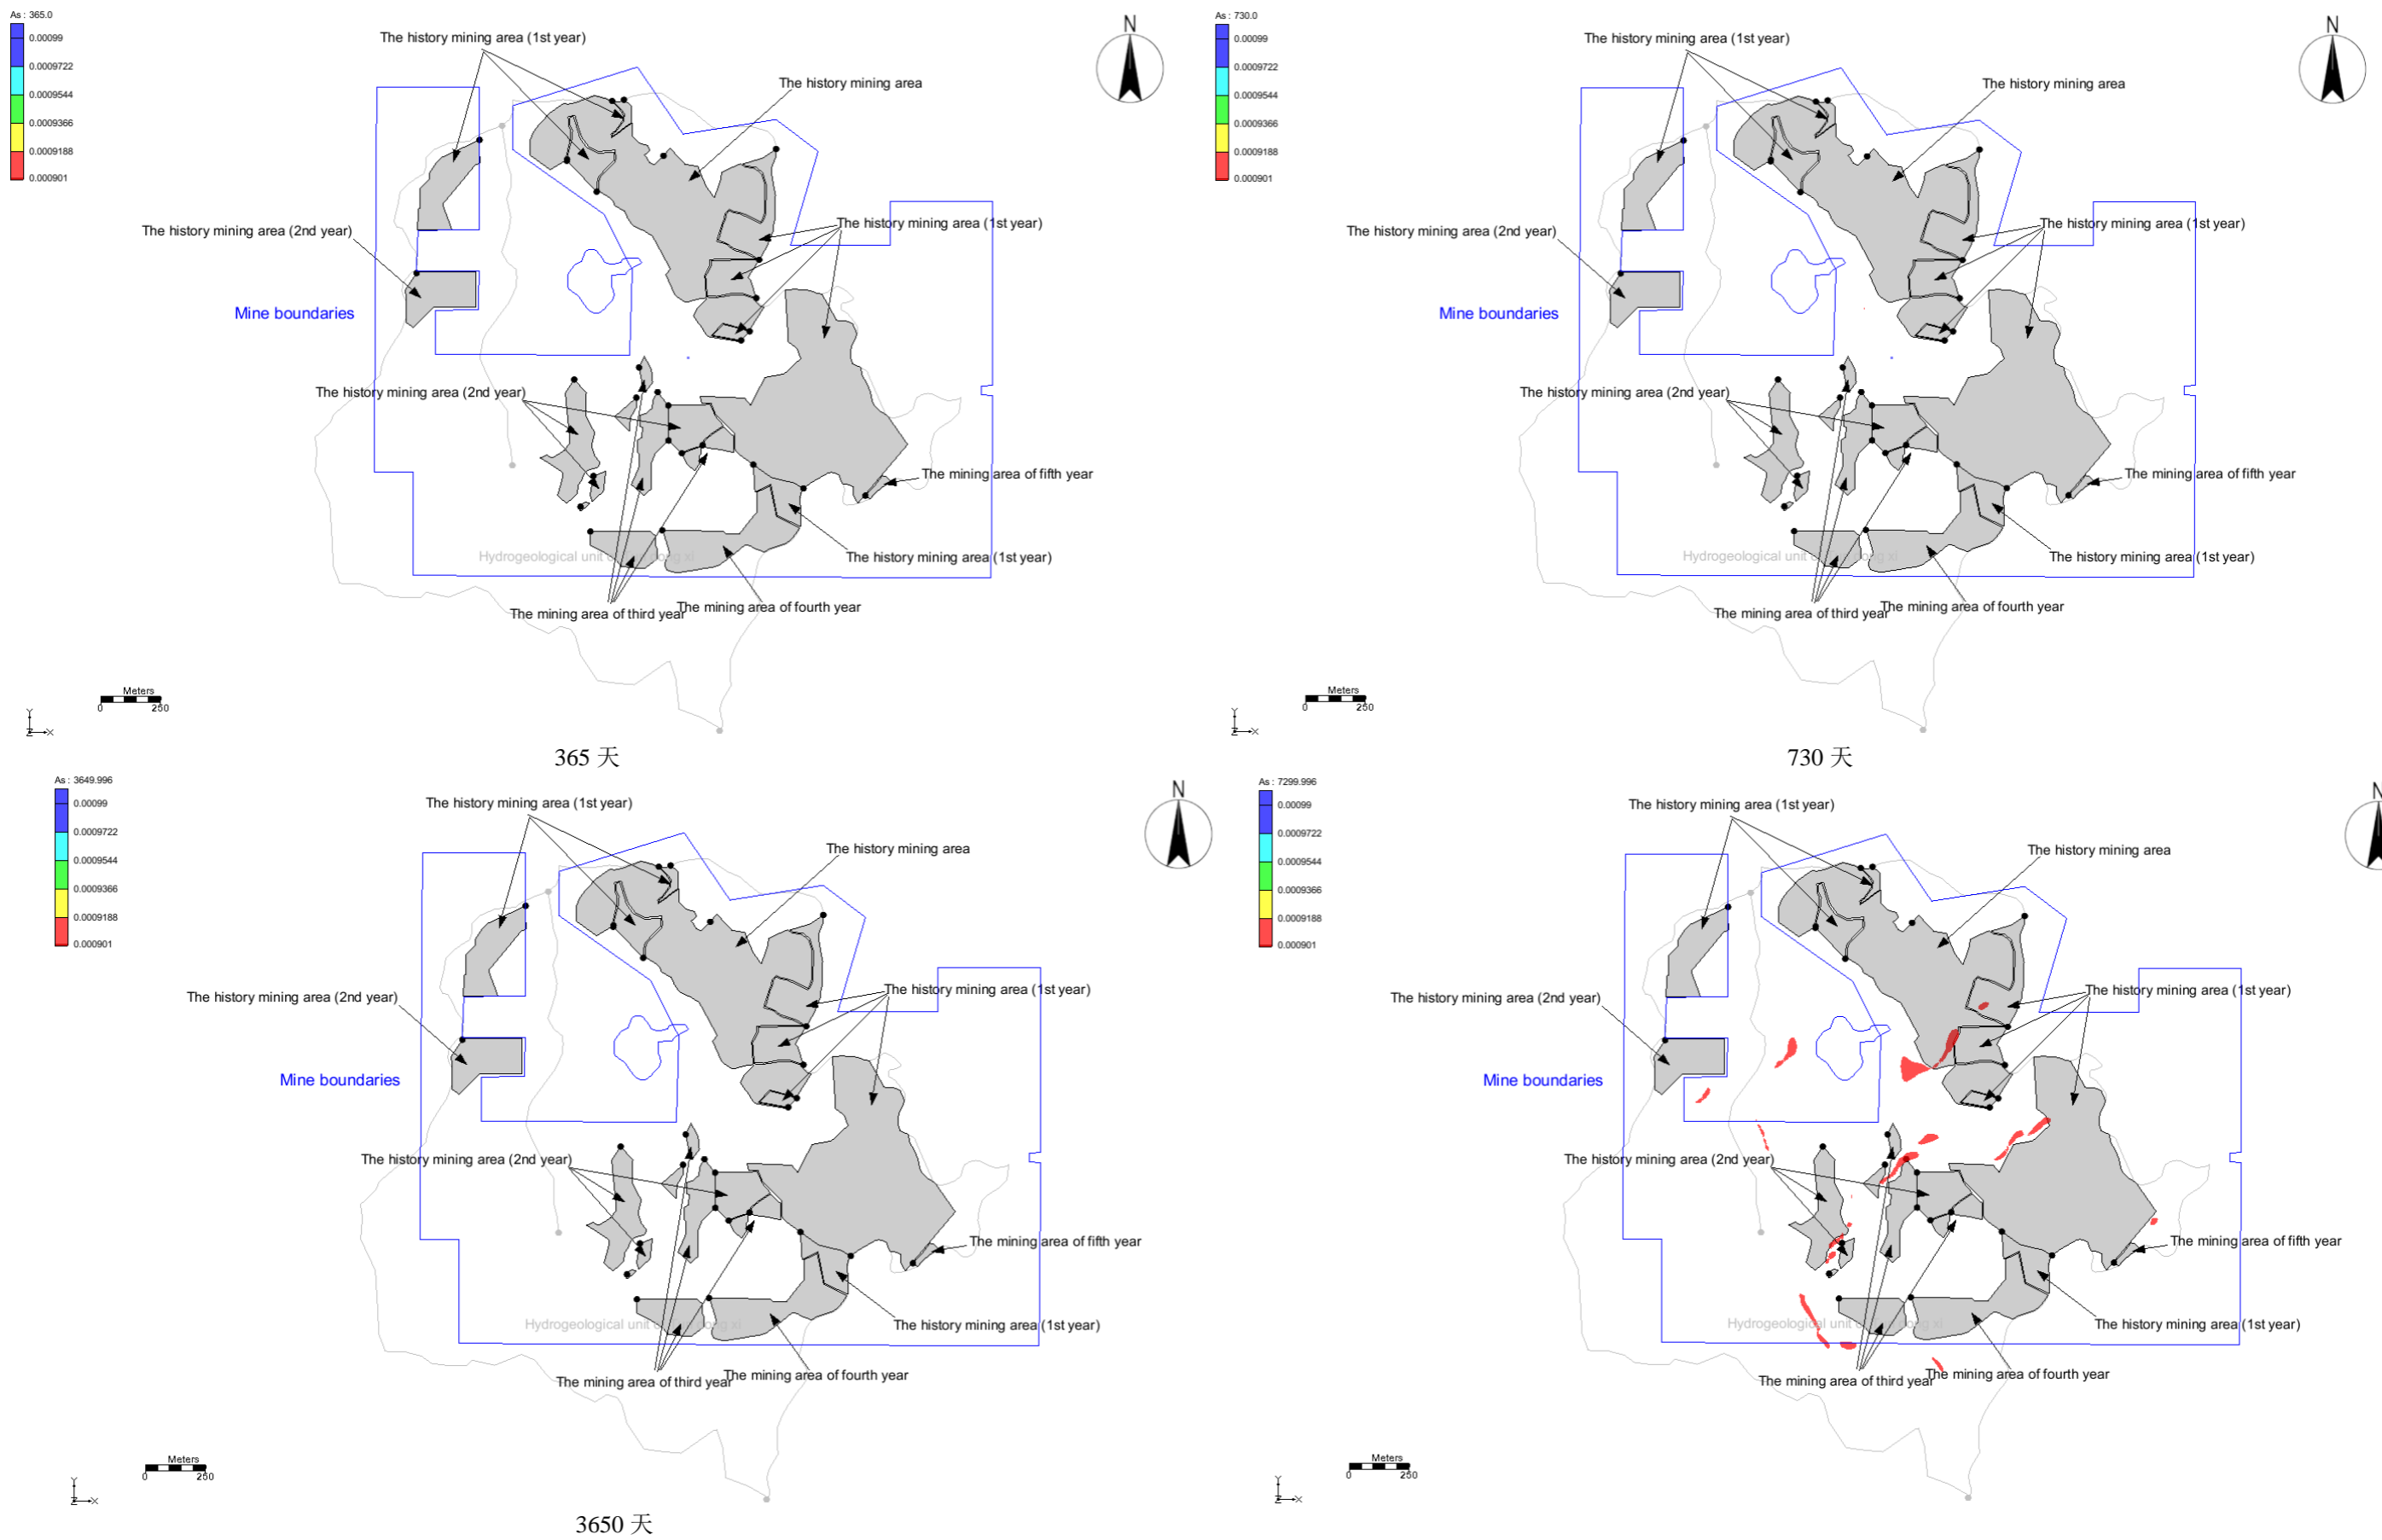 As : 365.0
0.00099
0.0009722
0.0009544
0.0009366
0.0009188
0.000901
The history mining area (1st year)
N
The history mining area
The history mining area (1st year)
The history mining area (2nd year)
Mine boundaries
The history mining area (2nd year)
The mining area of fifth year
Hydrogeological unit
The history mining area (1st year)
The mining area of third year
The mining area of fourth year
Meters
0 250
Y
Z X
365 天
As : 730.0
0.00099
0.0009722
0.0009544
0.0009366
0.0009188
0.000901
The history mining area (1st year)
N
The history mining area
The history mining area (1st year)
The history mining area (2nd year)
Mine boundaries
The history mining area (2nd year)
The mining area of fifth year
Hydrogeological unit
The history mining area (1st year)
The mining area of third year
The mining area of fourth year
Meters
0 250
Y
Z X
730 天
As : 3649.996
0.00099
0.0009722
0.0009544
0.0009366
0.0009188
0.000901
The history mining area (1st year)
N
The history mining area
The history mining area (1st year)
The history mining area (2nd year)
Mine boundaries
The history mining area (2nd year)
The mining area of fifth year
Hydrogeological unit
The history mining area (1st year)
The mining area of third year
The mining area of fourth year
Meters
0 250
Y
Z X
3650 天
As : 7299.996
0.00099
0.0009722
0.0009544
0.0009366
0.0009188
0.000901
The history mining area (1st year)
N
The history mining area
The history mining area (1st year)
The history mining area (2nd year)
Mine boundaries
The history mining area (2nd year)
The mining area of fifth year
Hydrogeological unit
The history mining area (1st year)
The mining area of third year
The mining area of fourth year
Meters
0 250
Y
Z X